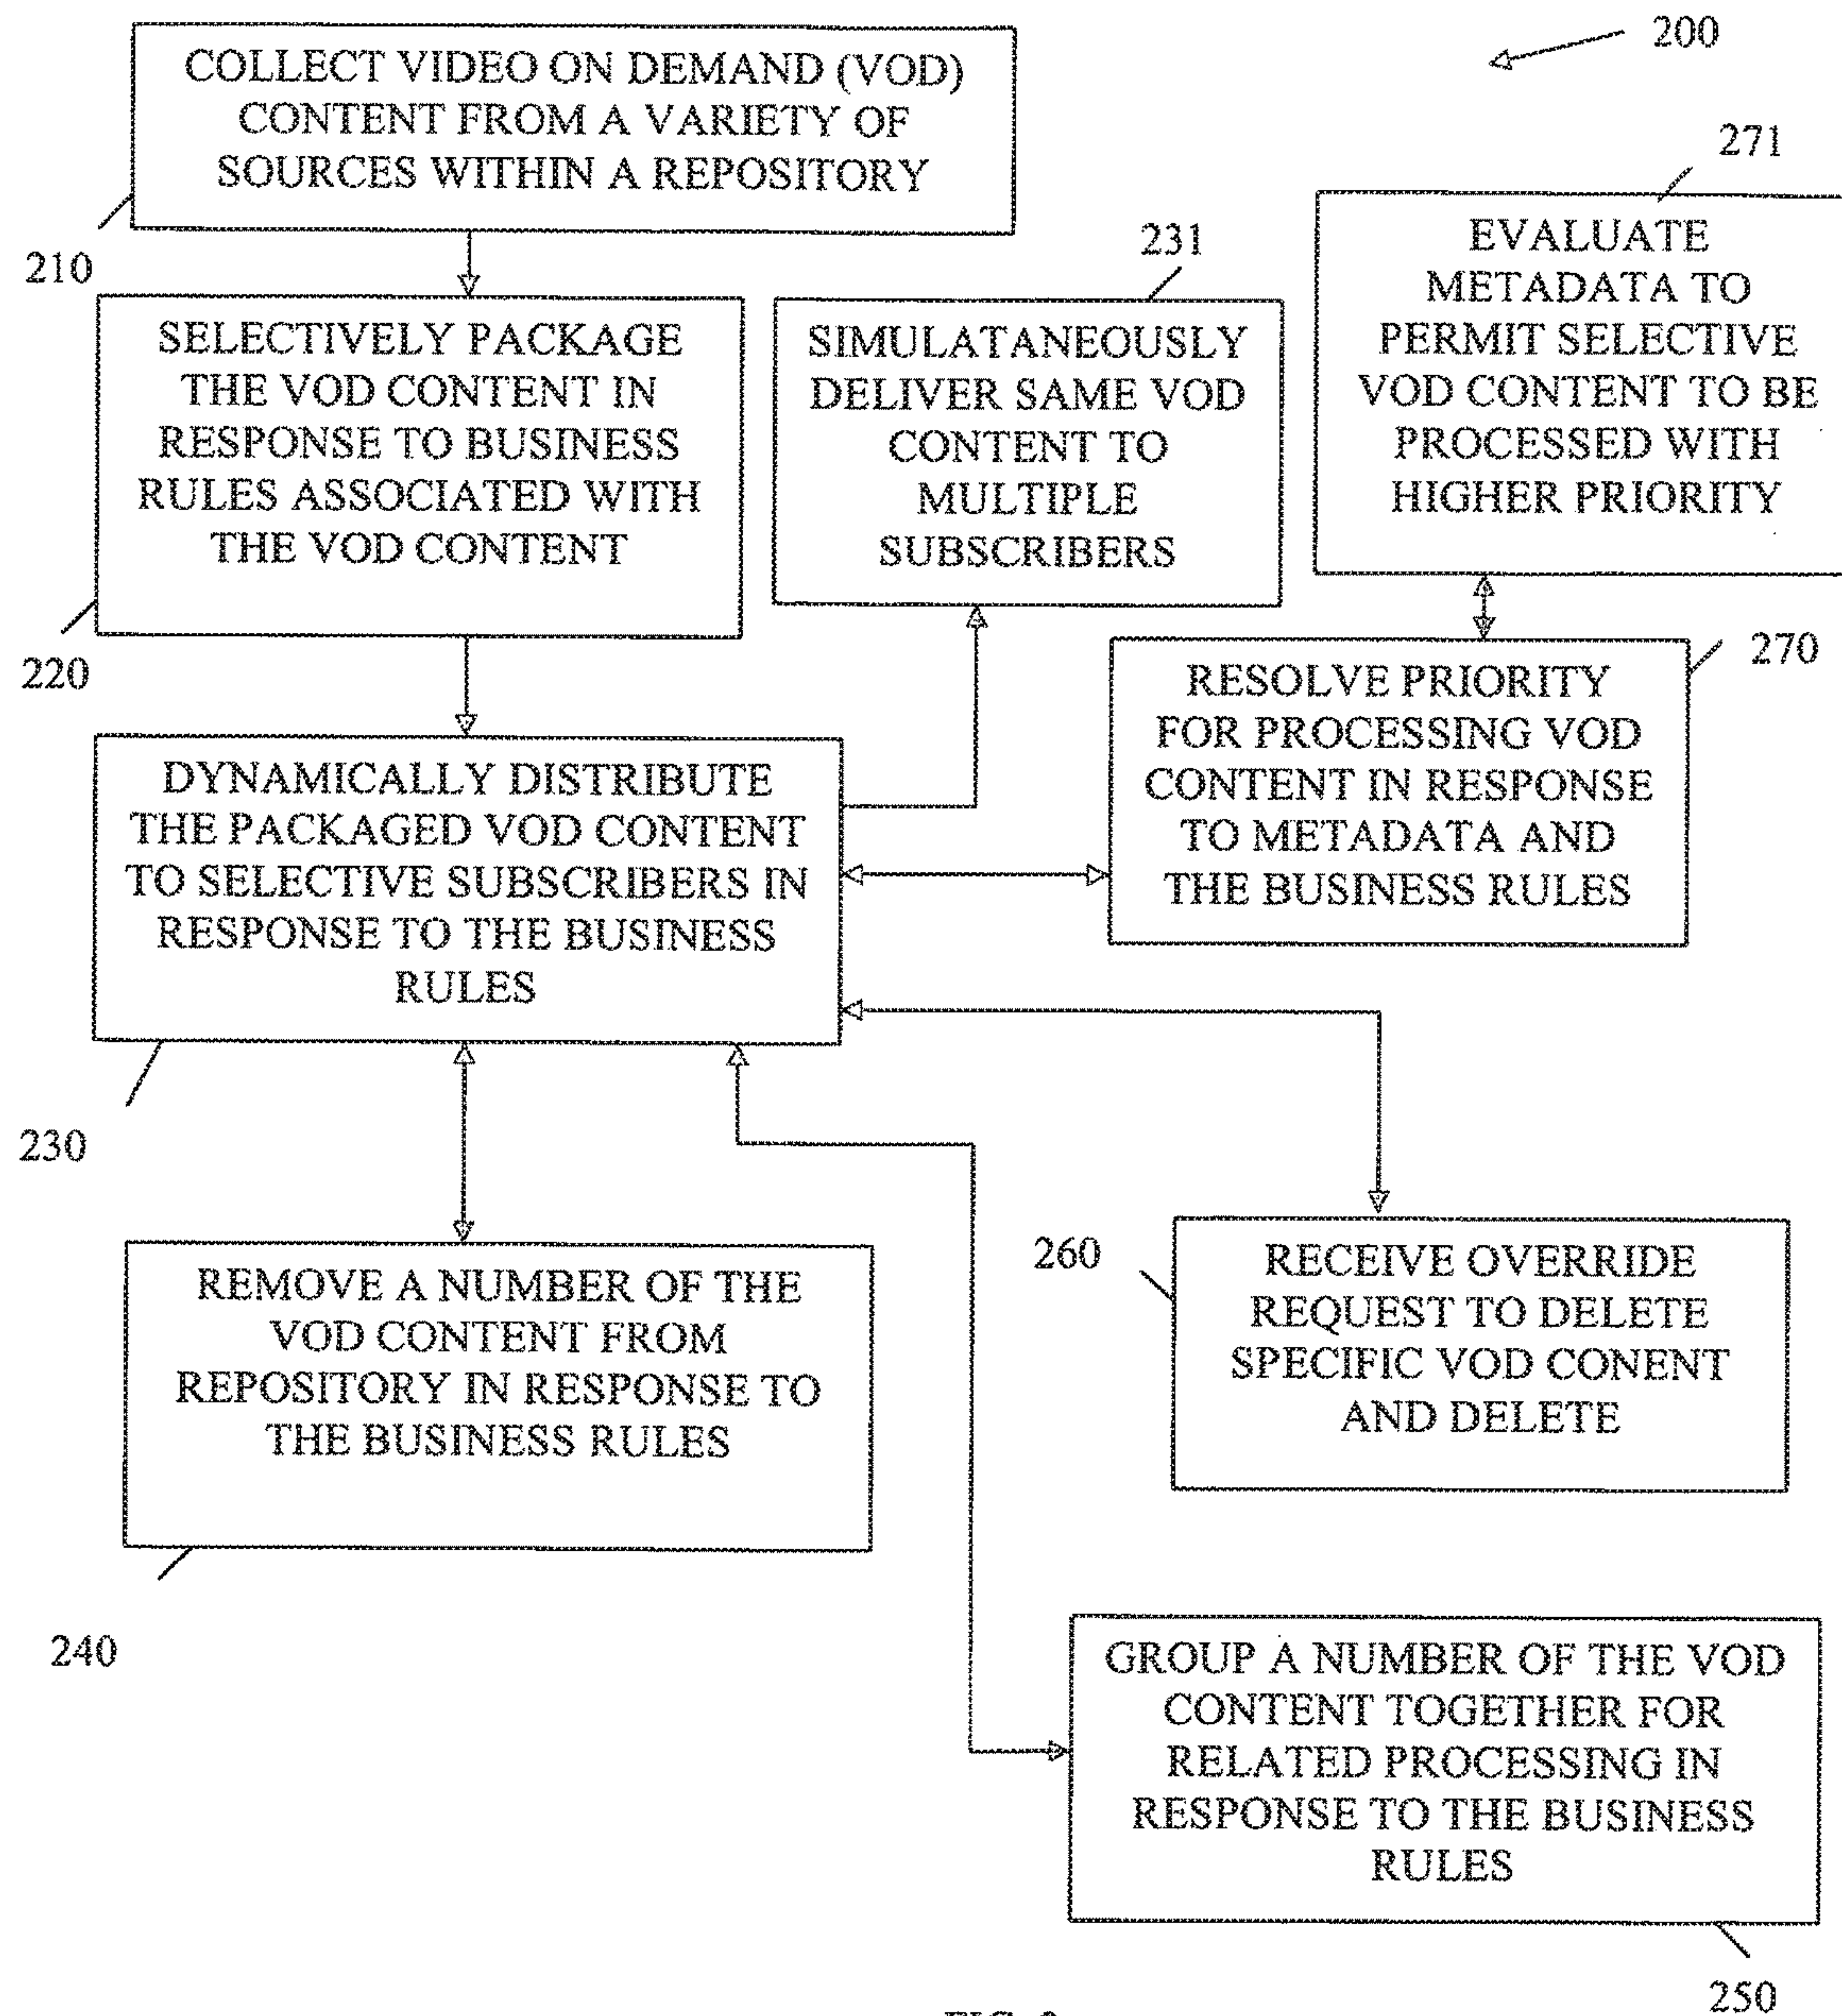 200
COLLECT VIDEO ON DEMAND (VOD)
CONTENT FROM A VARIETY OF
SOURCES WITHIN A REPOSITORY
210
271
EVALUATE
METADATA TO
PERMIT SELECTIVE
VOD CONTENT TO BE
PROCESSED WITH
HIGHER PRIORITY
231
SIMULATANEOUSLY
DELIVER SAME VOD
CONTENT TO
MULTIPLE
SUBSCRIBERS
SELECTIVELY PACKAGE
THE VOD CONTENT IN
RESPONSE TO BUSINESS
RULES ASSOCIATED WITH
THE VOD CONTENT
220
270
RESOLVE PRIORITY
FOR PROCESSING VOD
CONTENT IN RESPONSE
TO METADATA AND
THE BUSINESS RULES
DYNAMICALLY DISTRIBUTE
THE PACKAGED VOD CONTENT
TO SELECTIVE SUBSCRIBERS IN
RESPONSE TO THE BUSINESS
RULES
230
REMOVE A NUMBER OF THE
VOD CONTENT FROM
REPOSITORY IN RESPONSE TO
THE BUSINESS RULES
240
260
RECEIVE OVERRIDE
REQUEST TO DELETE
SPECIFIC VOD CONENT
AND DELETE
GROUP A NUMBER OF THE VOD
CONTENT TOGETHER FOR
RELATED PROCESSING IN
RESPONSE TO THE BUSINESS
RULES
250